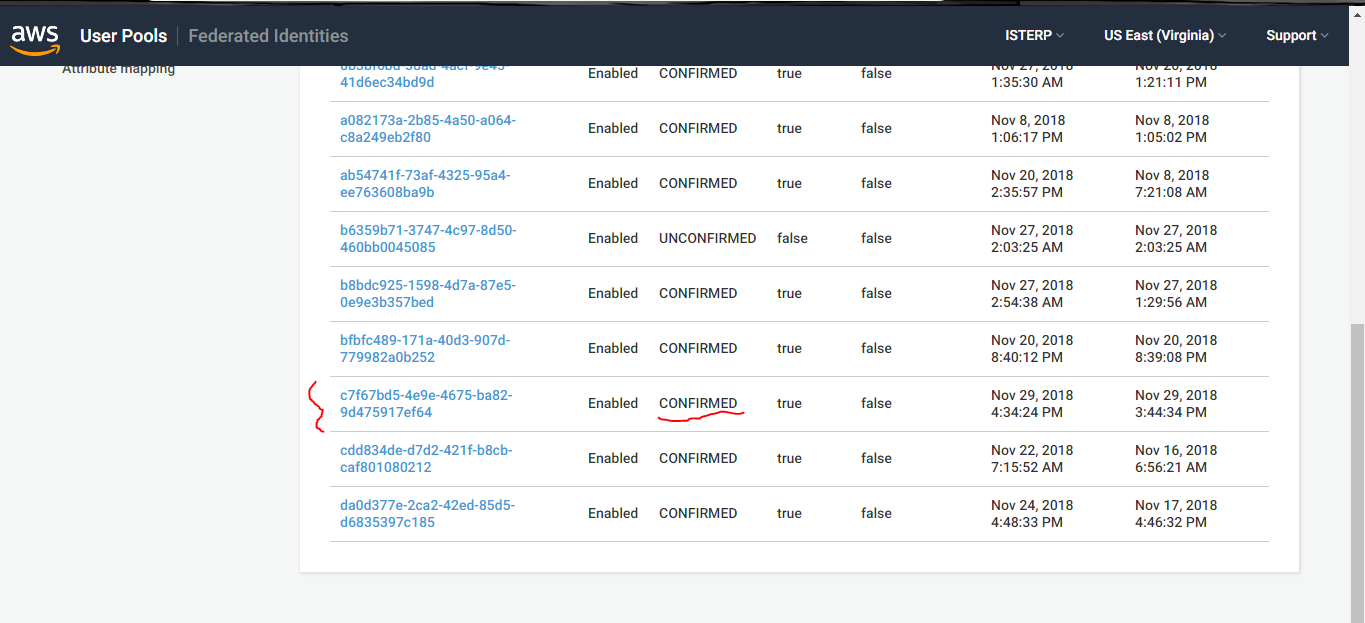 aws User Pools Federated Identities ISTERP US East (Virginia) Support
Attribute mapping
Enabled CONFIRMED true false
41d6ec34bd9d 1:35:30 AM 1:21:11 PM
a082173a-2b85-4a50-a064- Nov 8, 2018 Nov 8, 2018
Enabled CONFIRMED true false
c8a249eb2f80 1:06:17 PM 1:05:02 PM
ab54741f-73af-4325-95a4- Nov 20, 2018 Nov 8, 2018
Enabled CONFIRMED true false
ee763608ba9b 2:35:57 PM 7:21:08 AM
b6359b71-3747-4c97-8d50- Nov 27, 2018 Nov 27, 2018
Enabled UNCONFIRMED false false
460bb0045085 2:03:25 AM 2:03:25 AM
b8bdc925-1598-4d7a-87e5- Nov 27, 2018 Nov 27, 2018
Enabled CONFIRMED true false
0e9e3b357bed 2:54:38 AM 1:29:56 AM
bfbfc489-171a-40d3-907d- Nov 20, 2018 Nov 20, 2018
Enabled CONFIRMED true false
779982a0b252 8:40:12 PM 8:39:08 PM
c7f67bd5-4e9e-4675-ba82- Nov 29, 2018 Nov 29, 2018
Enabled CONFIRMED true false
9d475917ef64 4:34:24 PM 3:44:34 PM
cdd834de-d7d2-421f-b8cb- Nov 22, 2018 Nov 16, 2018
Enabled CONFIRMED true false
caf801080212 7:15:52 AM 6:56:21 AM
da0d377e-2ca2-42ed-85d5- Nov 24, 2018 Nov 17, 2018
Enabled CONFIRMED true false
d6835397c185 4:48:33 PM 4:46:32 PM